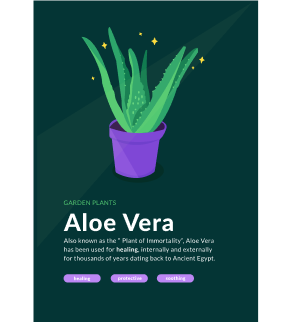 GARDEN PLANTS
Aloe Vera
Also known as the “ Plant of Immortality”, Aloe Vera
has been used for healing, internally and externally
for thousands of years dating back to Ancient Egypt.
healing protective soothing